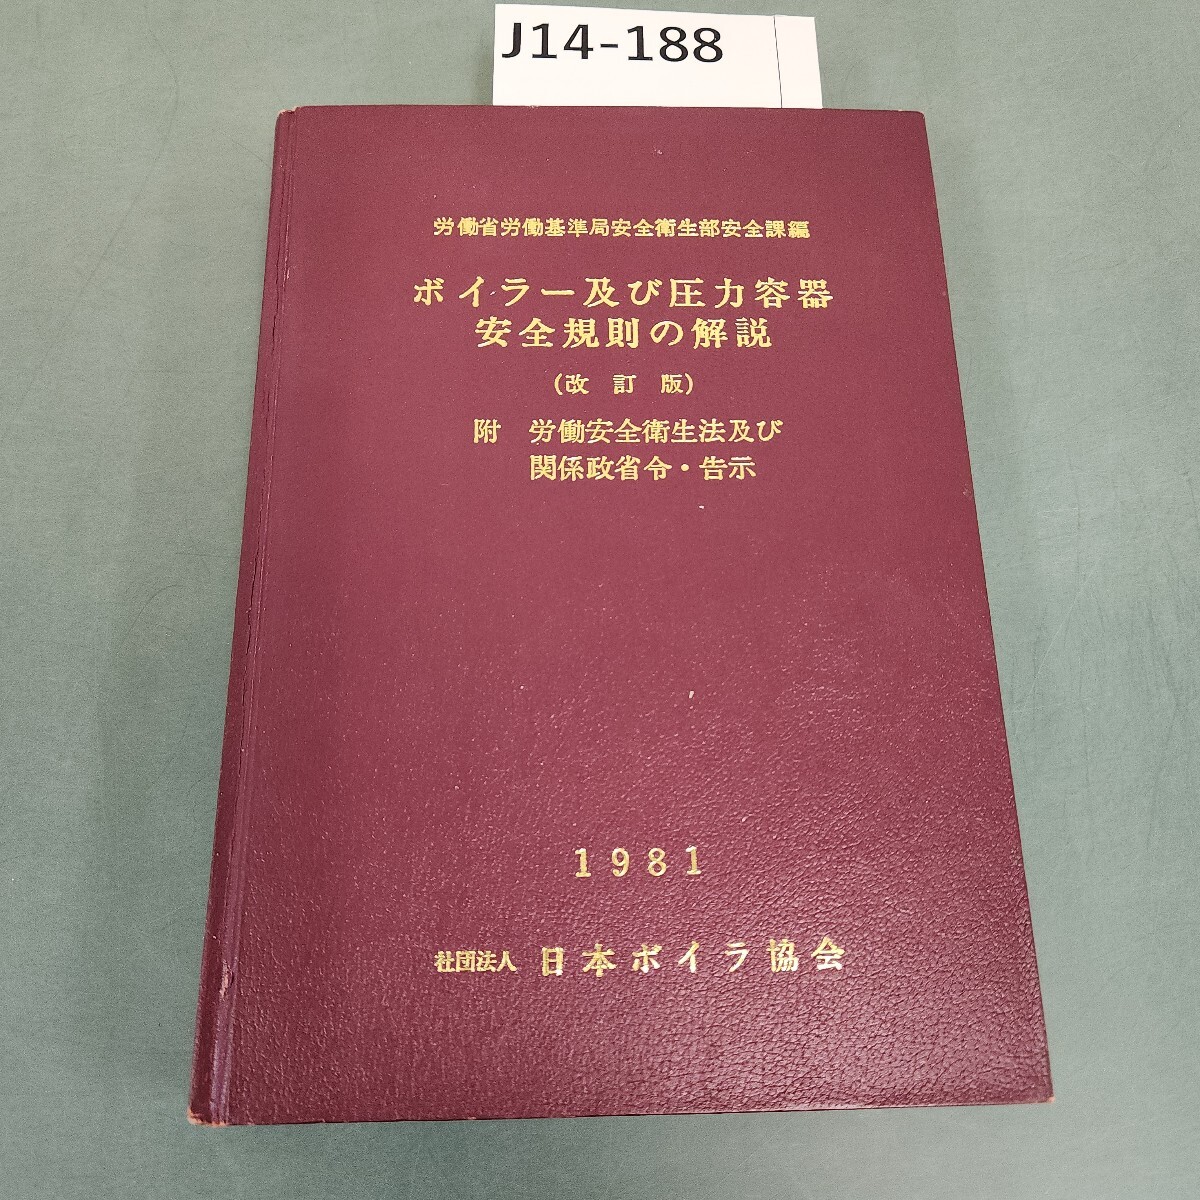 J14-188
労働省労働基準局安全衛生部安全課編
ボイラー及び圧力容器
安全規則の解説
(改訂版)
附 労働安全衛生法及び
関係政省令・告示
1981
社団法人 日本ボイラ協会